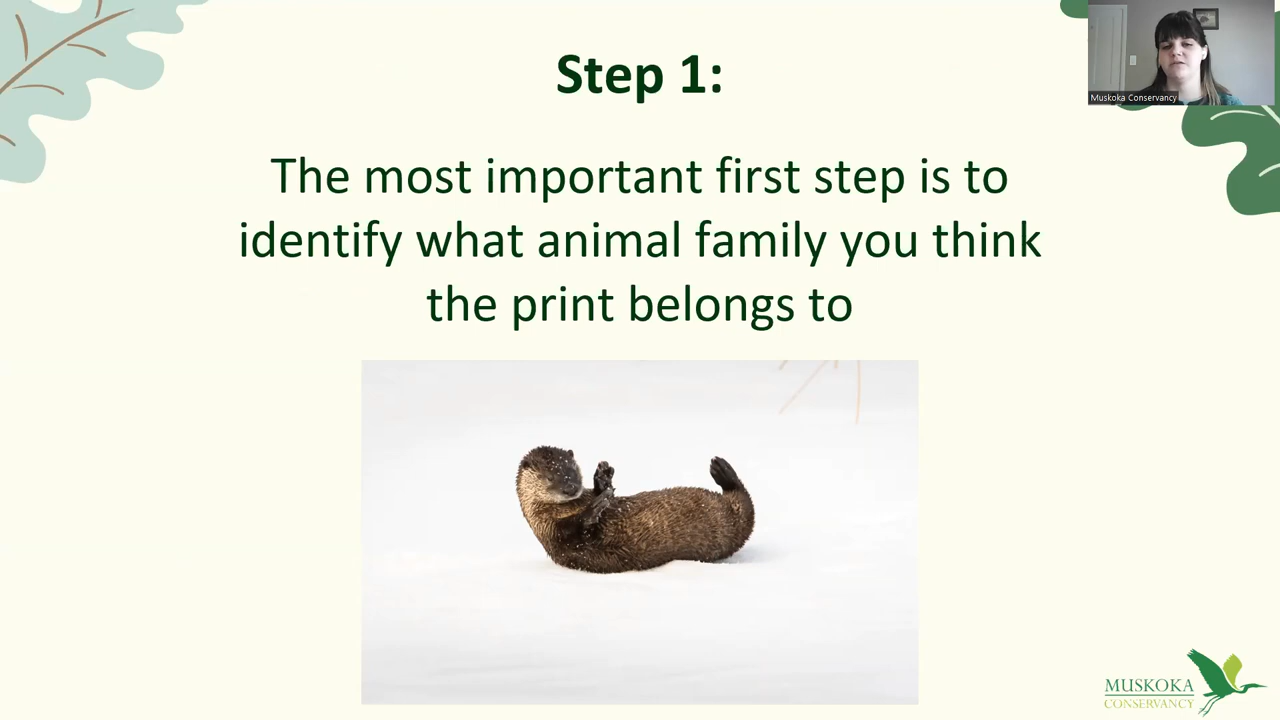 Step 1:
The most important first step is to
identify what animal family you think
the print belongs to
Muskoka Conservancy
MUSKOKA
CONSERVANCY